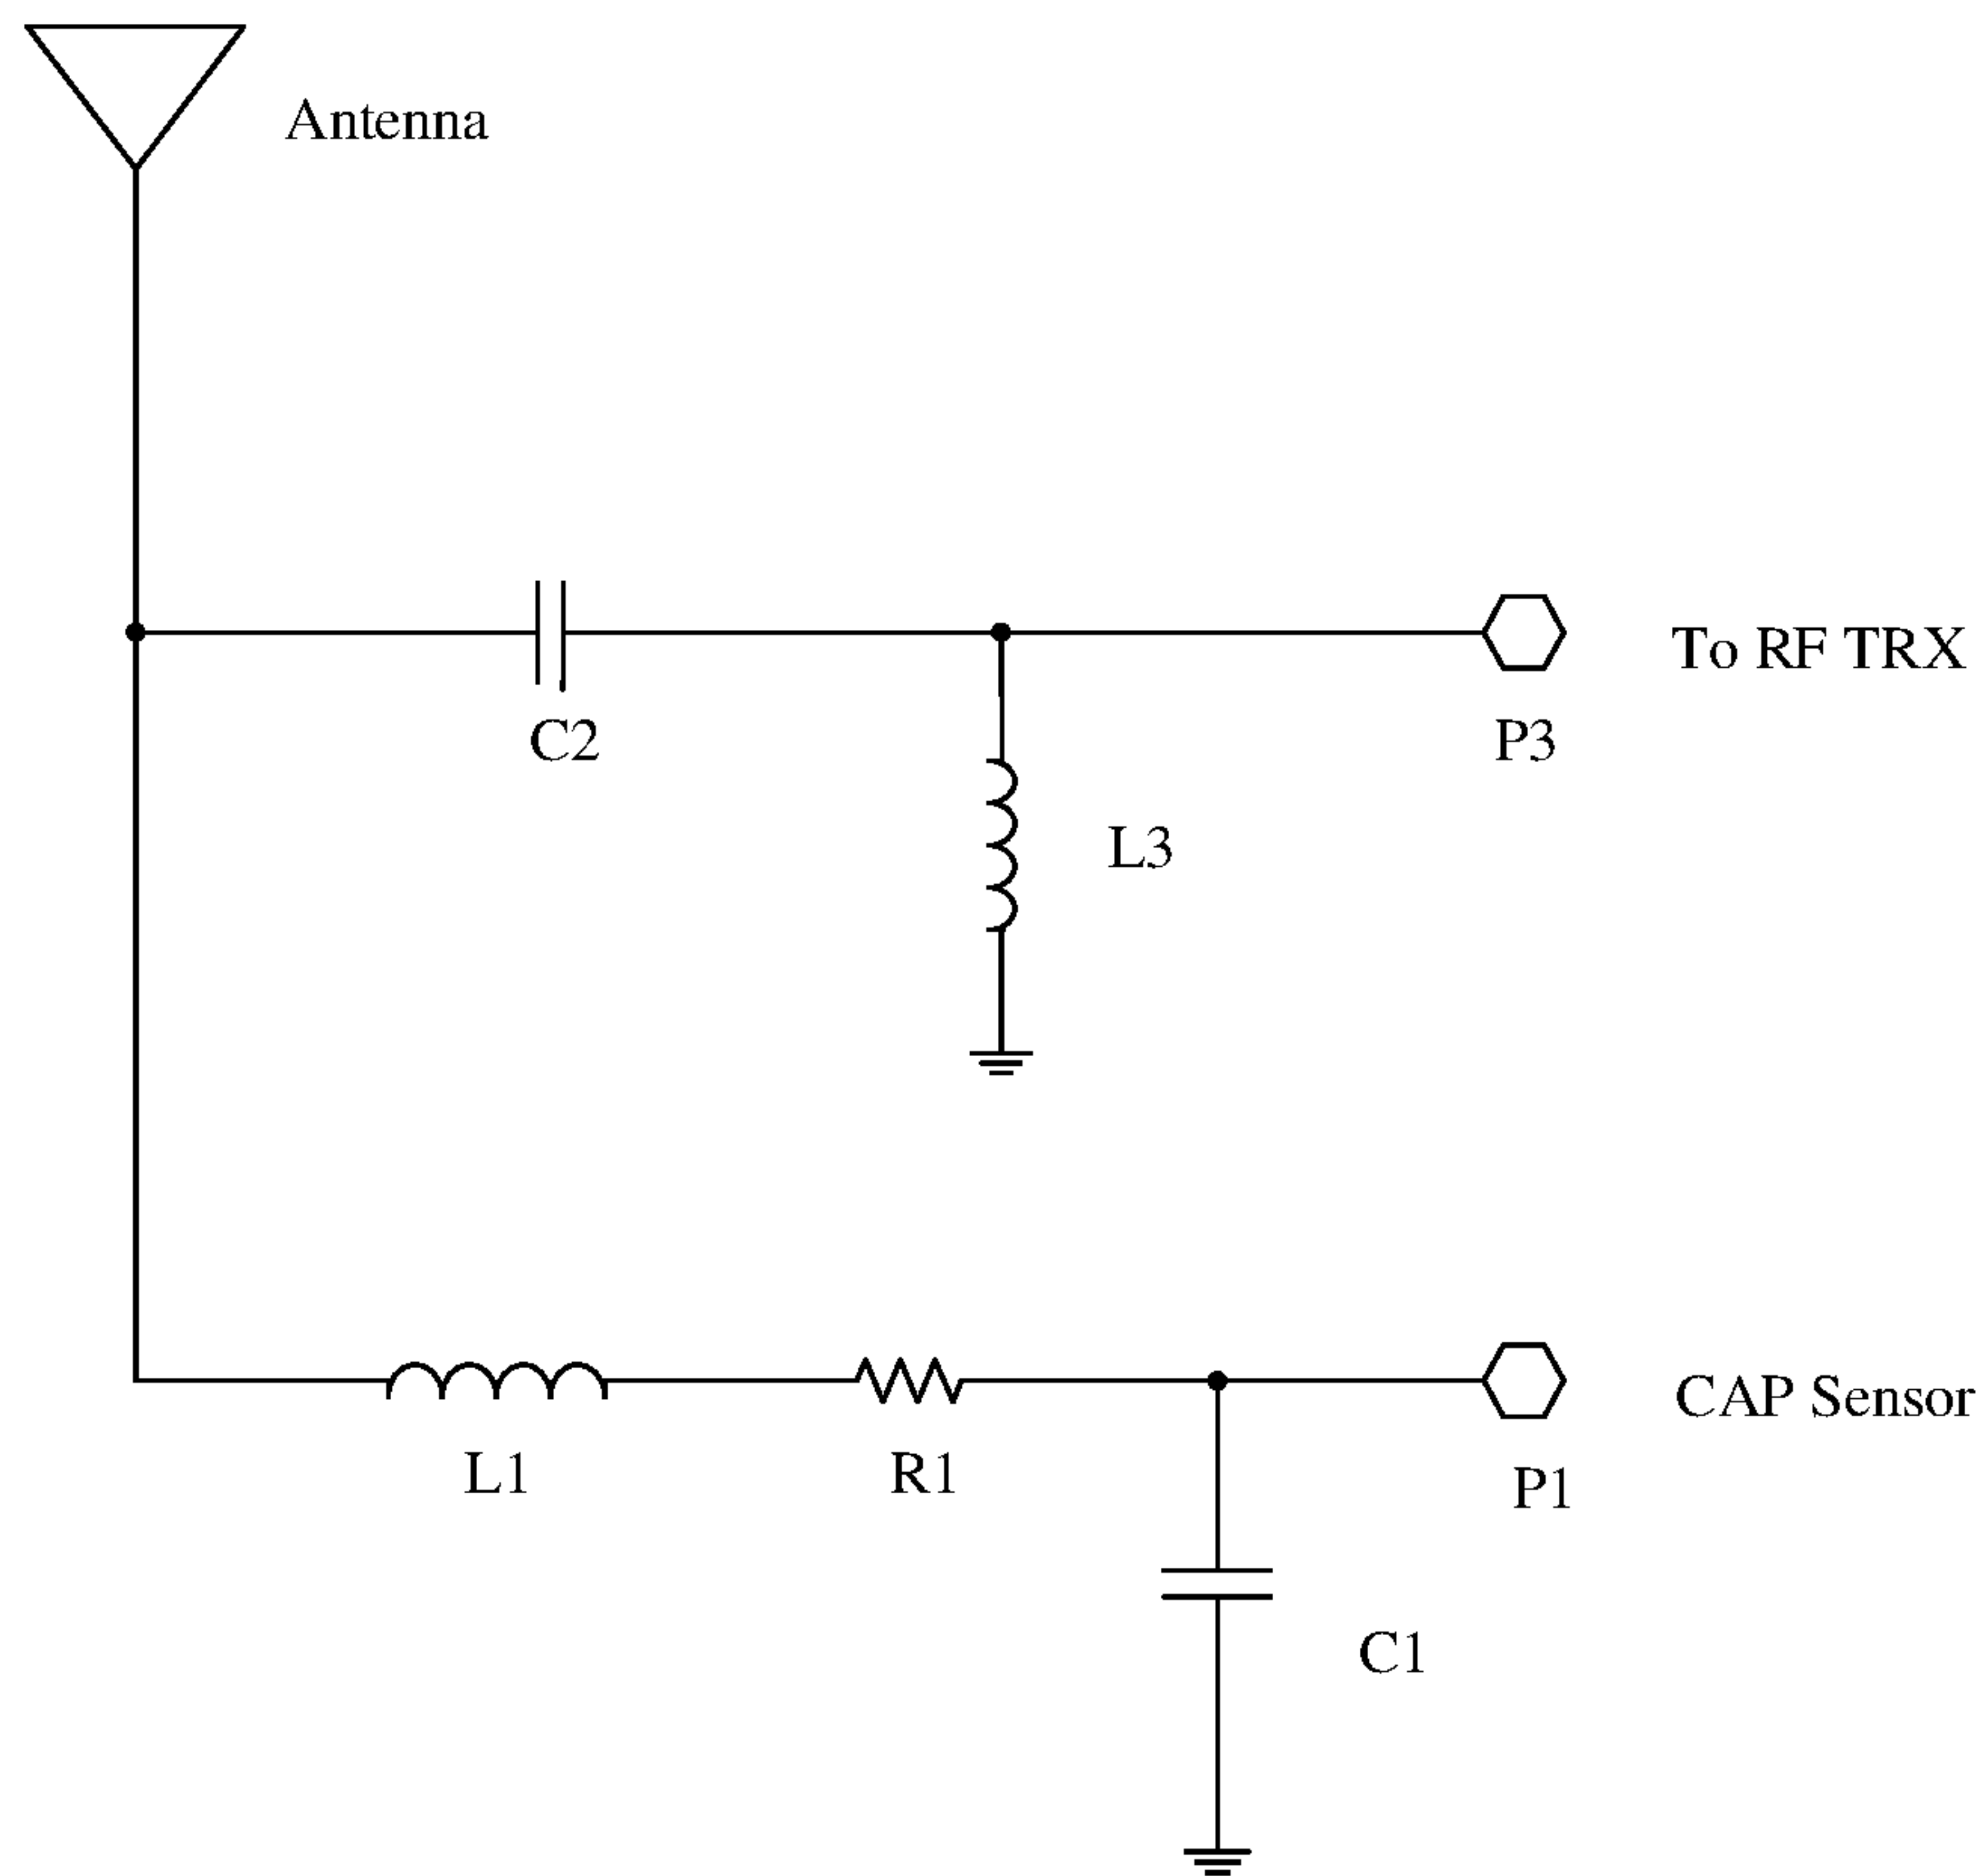 Antenna
To RF TRX
C2
P3
L3
CAP Sensor
L1
R1
P1
C1